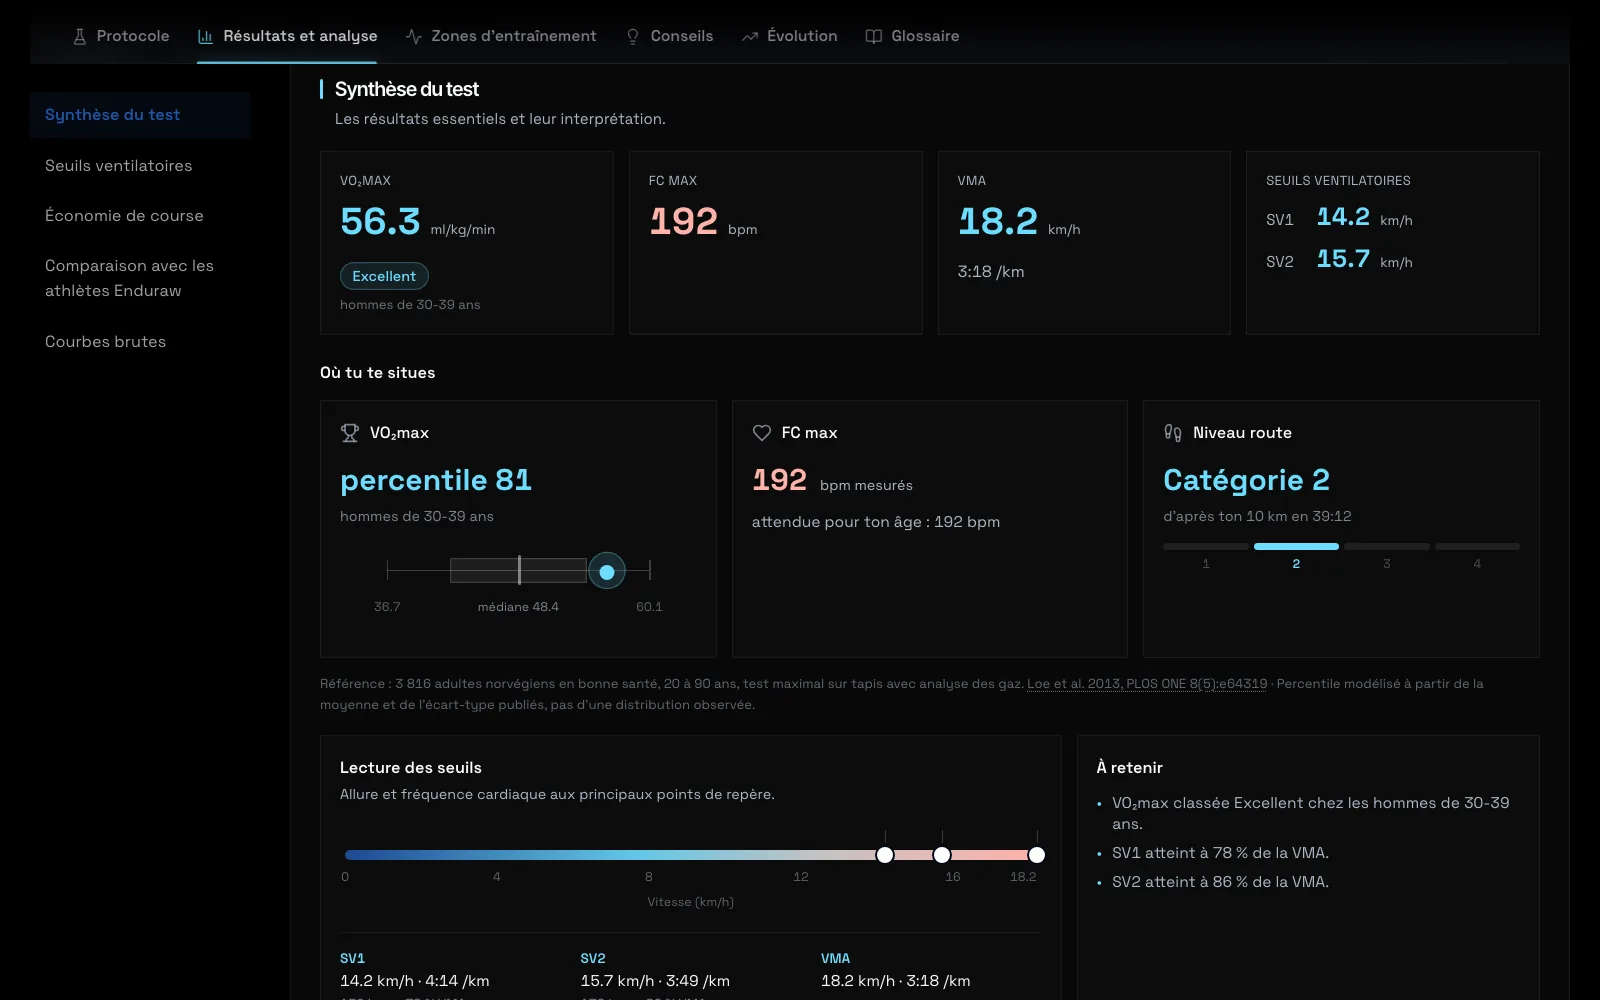 Protocole
Résultats et analyse
Zones d'entraînement
Conseils
Évolution
Glossaire
Synthèse du test
Seuils ventilatoires
Économie de course
Comparaison avec les
athlètes Enduraw
Courbes brutes
Synthèse du test
Les résultats essentiels et leur interprétation.
VO₂MAX
56.3 ml/kg/min
Excellent
hommes de 30-39 ans
FC MAX
192 bpm
VMA
18.2 km/h
3:18 /km
SEUILS VENTILATOIRES
SV1 14.2 km/h
SV2 15.7 km/h
Où tu te situes
VO₂max
percentile 81
hommes de 30-39 ans
36.7
médiane 48.4
60.1
FC max
192 bpm mesurés
attendue pour ton âge : 192 bpm
Niveau route
Catégorie 2
d'après ton 10 km en 39:12
1
2
3
4
Référence : 3 816 adultes norvégiens en bonne santé, 20 à 90 ans, test maximal sur tapis avec analyse des gaz. Loe et al. 2013, PLOS ONE 8(5):e64319 · Percentile modélisé à partir de la
moyenne et de l'écart-type publiés, pas d'une distribution observée.
Lecture des seuils
Allure et fréquence cardiaque aux principaux points de repère.
0
4
8
12
16
18.2
Vitesse (km/h)
SV1
14.2 km/h · 4:14 /km
SV2
15.7 km/h · 3:49 /km
VMA
18.2 km/h · 3:18 /km
À retenir
• VO₂max classée Excellent chez les hommes de 30-39
ans.
• SV1 atteint à 78 % de la VMA.
• SV2 atteint à 86 % de la VMA.